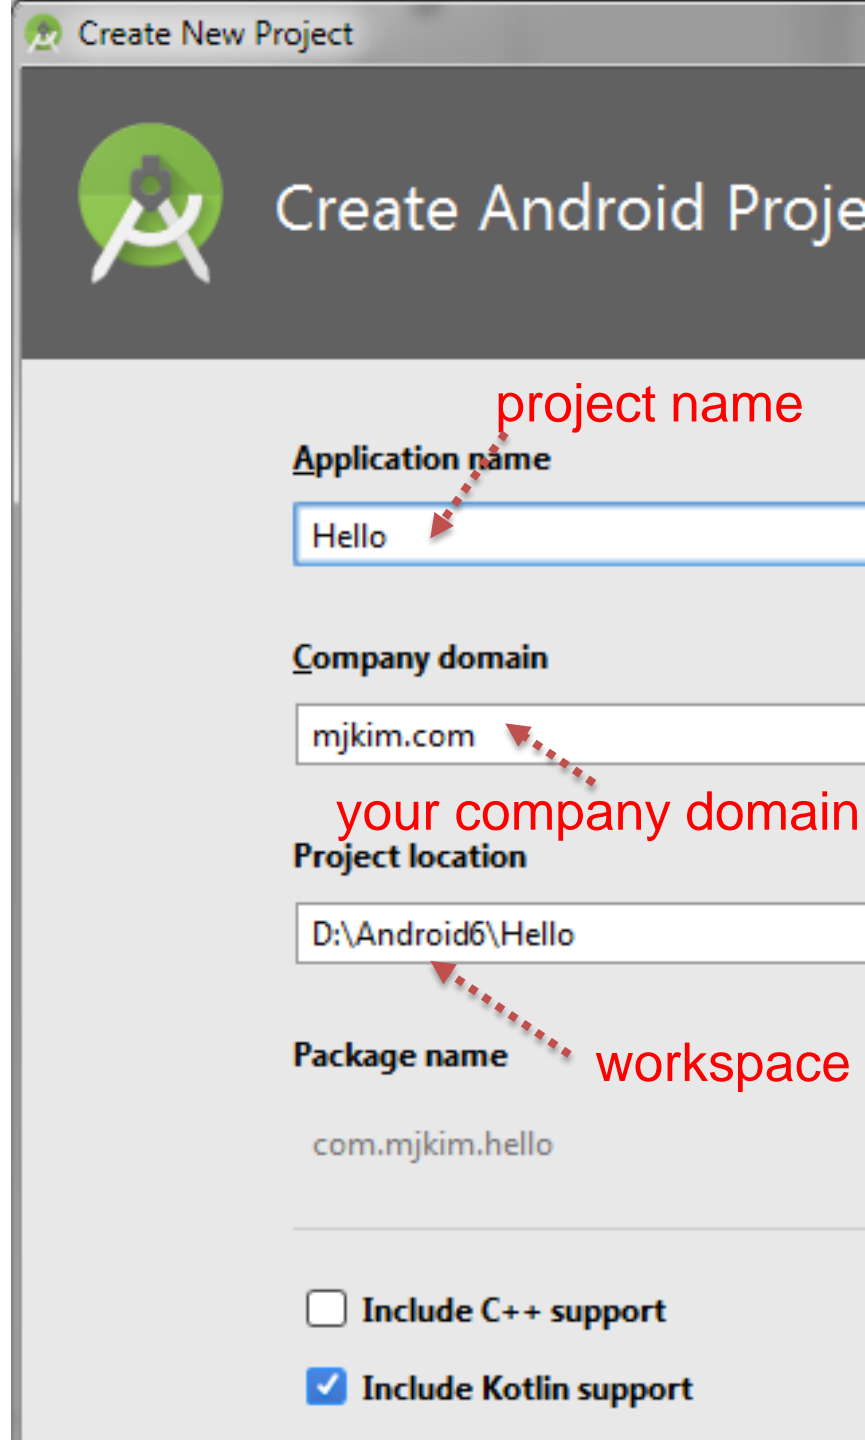 Create New Project
Create Android Proje
project name
Application name
Hello
Company domain
mjkim.com
your company domain
Project location
D:\Android6\Hello
Package name
workspace
com.mjkim.hello
Include C++ support
Include Kotlin support